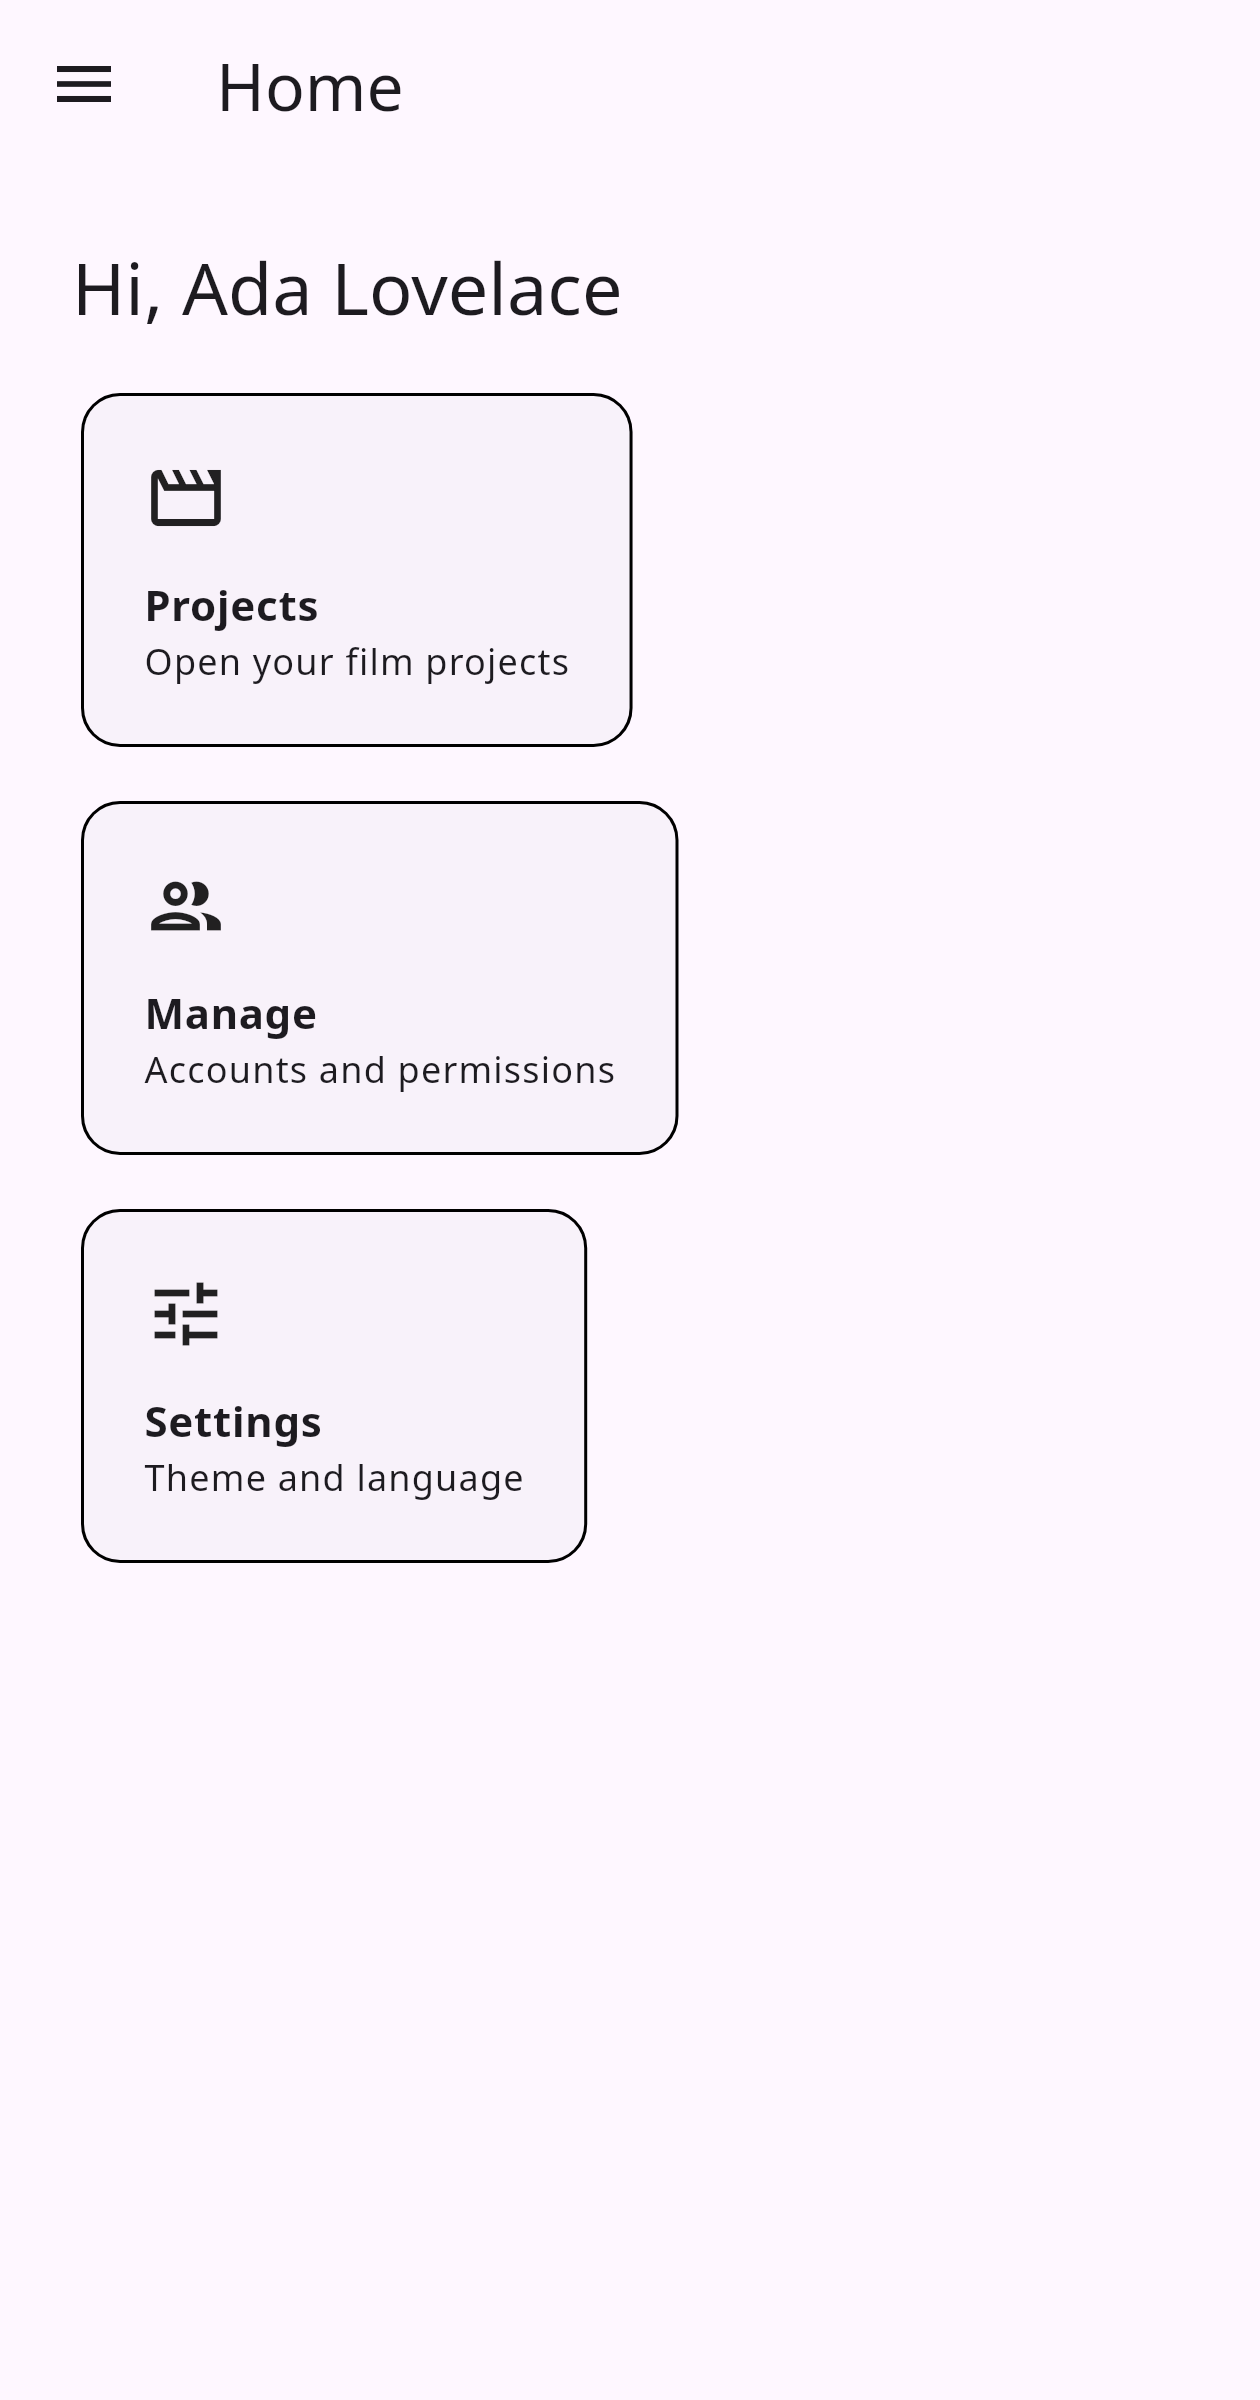 Home
Hi, Ada Lovelace
Projects
Open your film projects
Manage
Accounts and permissions
Settings
Theme and language